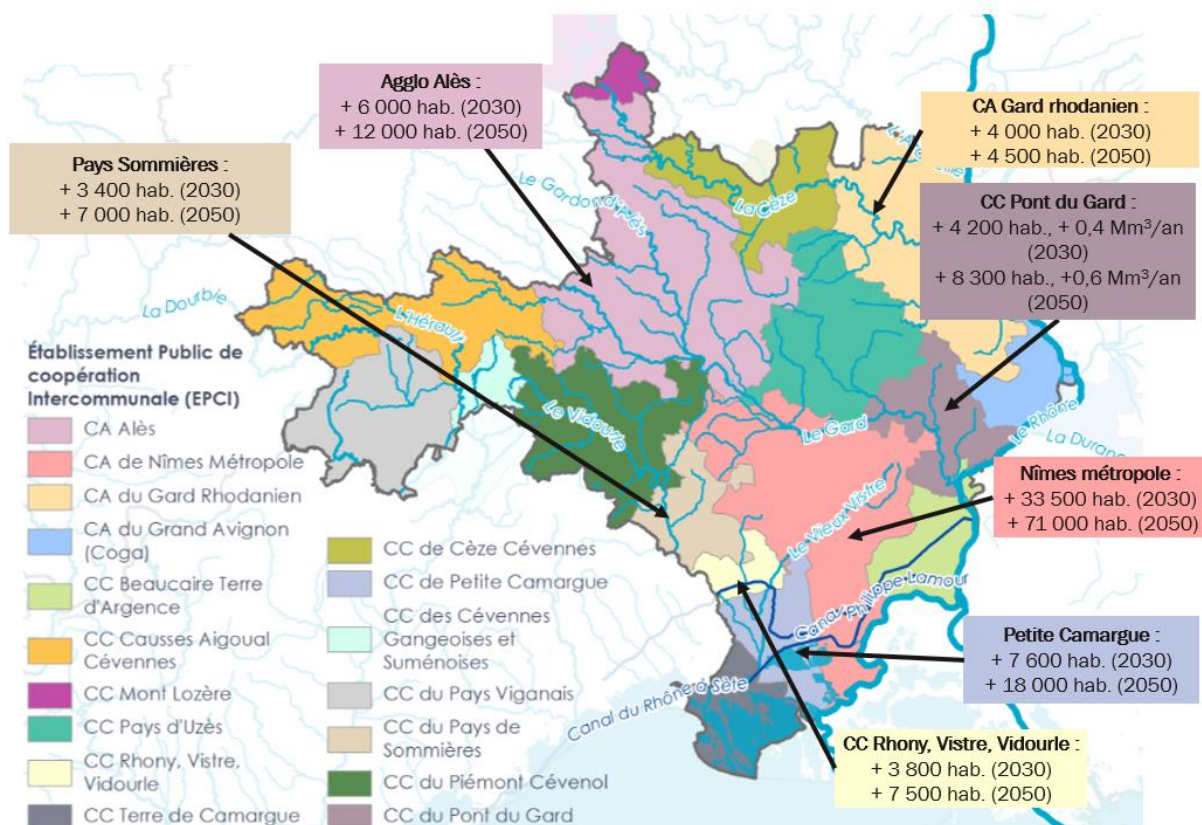 Agglo Alès :
+ 6 000 hab. (2030)
+ 12 000 hab. (2050)
CA Gard rhodanien :
+ 4 000 hab. (2030)
+ 4 500 hab. (2050)
Pays Sommières :
+ 3 400 hab. (2030)
+ 7 000 hab. (2050)
CC Pont du Gard :
+ 4 200 hab., + 0,4 Mm³/an
(2030)
+ 8 300 hab., +0,6 Mm³/an
(2050)
Le Gardon d'Alès
La Cèze
La Dourbie
L'Hérault
Le Vidourle
Le Gard
Le Rhône
La Duran
Le Vieux Vistre
Canal Philippe Lamour
Canal du Rhône à Sète
Nîmes métropole :
+ 33 500 hab. (2030)
+ 71 000 hab. (2050)
Petite Camargue :
+ 7 600 hab. (2030)
+ 18 000 hab. (2050)
CC Rhony, Vistre, Vidourle :
+ 3 800 hab. (2030)
+ 7 500 hab. (2050)
Établissement Public de
coopération
Intercommunale (EPCI)
CA Alès
CA de Nîmes Métropole
CA du Gard Rhodanien
CA du Grand Avignon
(Coga)
CC Beaucaire Terre
d'Argence
CC Causses Aigoual
Cévennes
CC Mont Lozère
CC Pays d'Uzès
CC Rhony, Vistre,
Vidourle
CC Terre de Camargue
CC de Cèze Cévennes
CC de Petite Camargue
CC des Cévennes
Gangeoises et
Suménoises
CC du Pays Viganais
CC du Pays de
Sommières
CC du Piémont Cévenol
CC du Pont du Gard